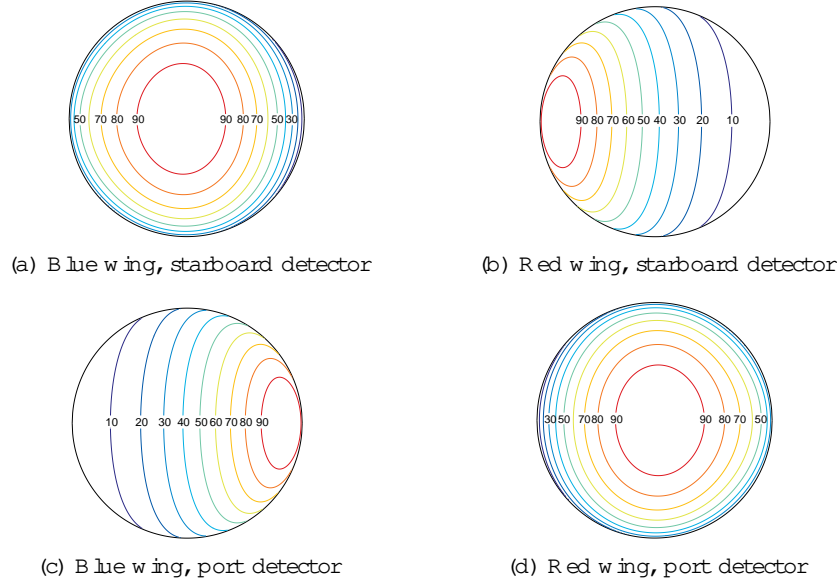 50 70 80 90 90 80 70 50 30
90 80 70 60 50 40 30 20 10
(a) Blue wing, starboard detector
(b) Red wing, starboard detector
10 20 30 40 50 60 70 80 90
30 50 70 80 90 90 80 70 50
(c) Blue wing, port detector
(d) Red wing, port detector